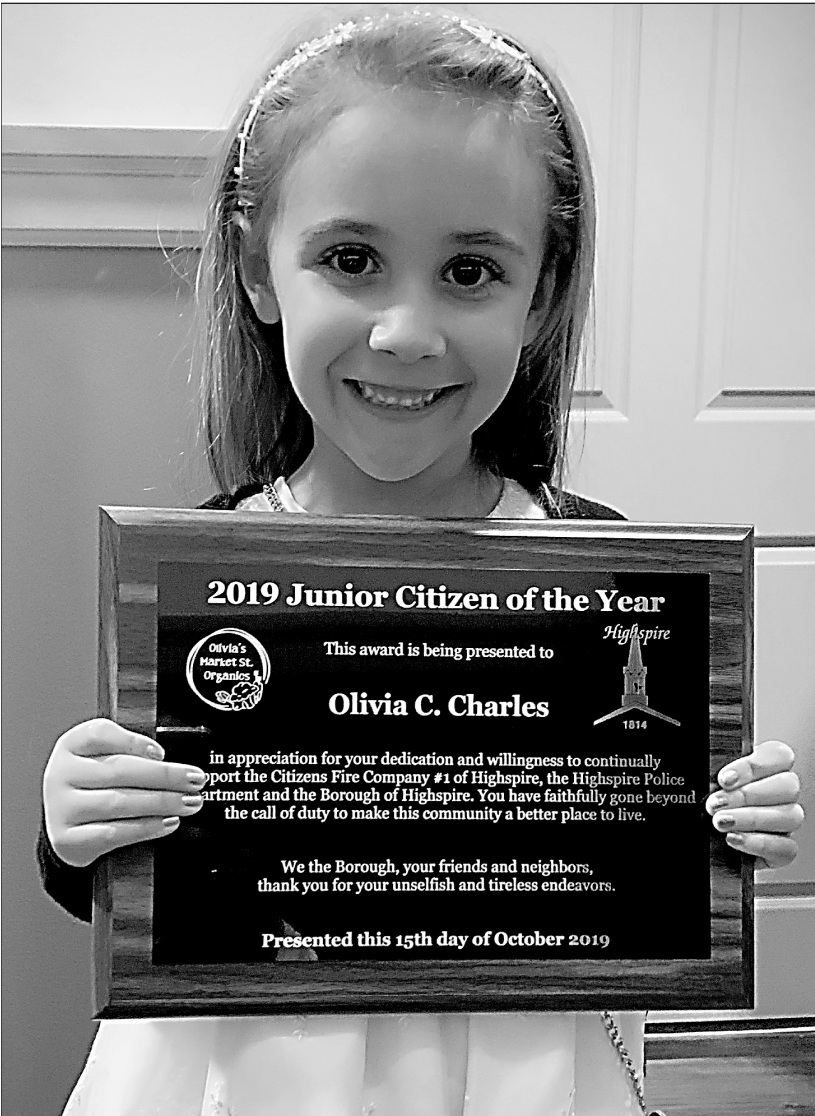 2019 Junior Citizen of the Year
Highspire
Olivia's
Market St.
Organics
This award is being presented to
1814
Olivia C. Charles
in appreciation for your dedication and willingness to continually
pport the Citizens Fire Company #1 of Highspire, the Highspire Police
artment and the Borough of Highspire. You have faithfully gone beyond
the call of duty to make this community a better place to live.
We the Borough, your friends and neighbors,
thank you for your unselfish and tireless endeavors.
Presented this 15th day of October 2019